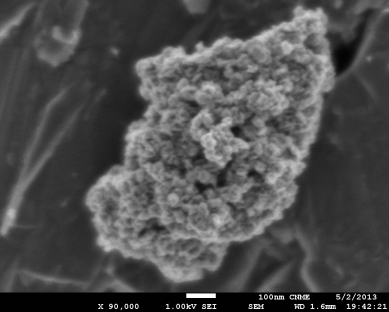 100nm CNME 5/2/2013
X 90,000 1.00kV SEI SEM WD 1.6mm 19:42:21